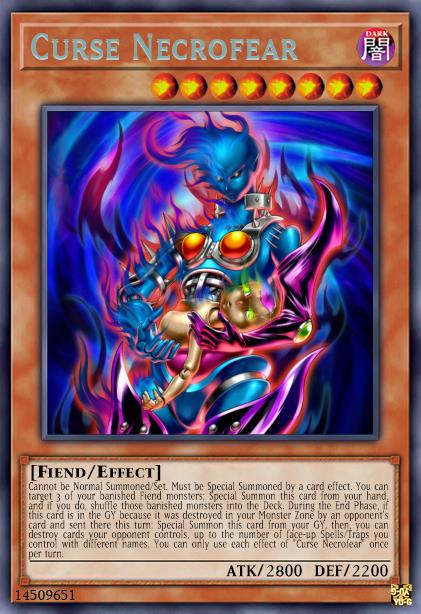 CURSE NECROFEAR
DARK
闇
[FIEND/EFFECT]
Cannot be Normal Summoned/Set. Must be Special Summoned by a card effect. You can
target 3 of your banished Fiend monsters; Special Summon this card from your hand,
and if you do, shuffle those banished monsters into the Deck. During the End Phase, if
this card is in the GY because it was destroyed in your Monster Zone by an opponent's
card and sent there this turn: Special Summon this card from your GY, then, you can
destroy cards your opponent controls, up to the number of face-up Spells/Traps you
control with different names. You can only use each effect of "Curse Necrofear" once
per turn.
ATK/2800 DEF/2200
14509651